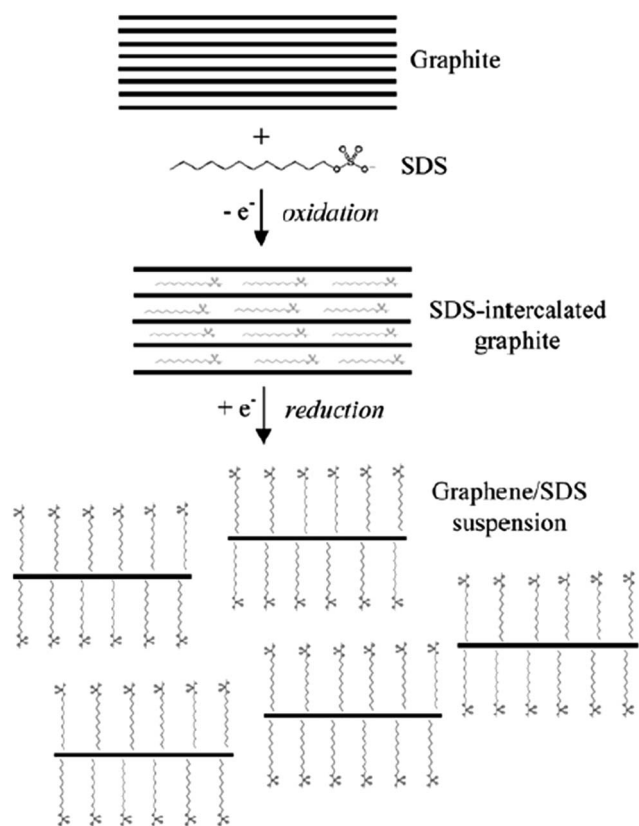 Graphite
+
SDS
- e⁻ oxidation
SDS-intercalated
graphite
+ e⁻ reduction
Graphene/SDS
suspension